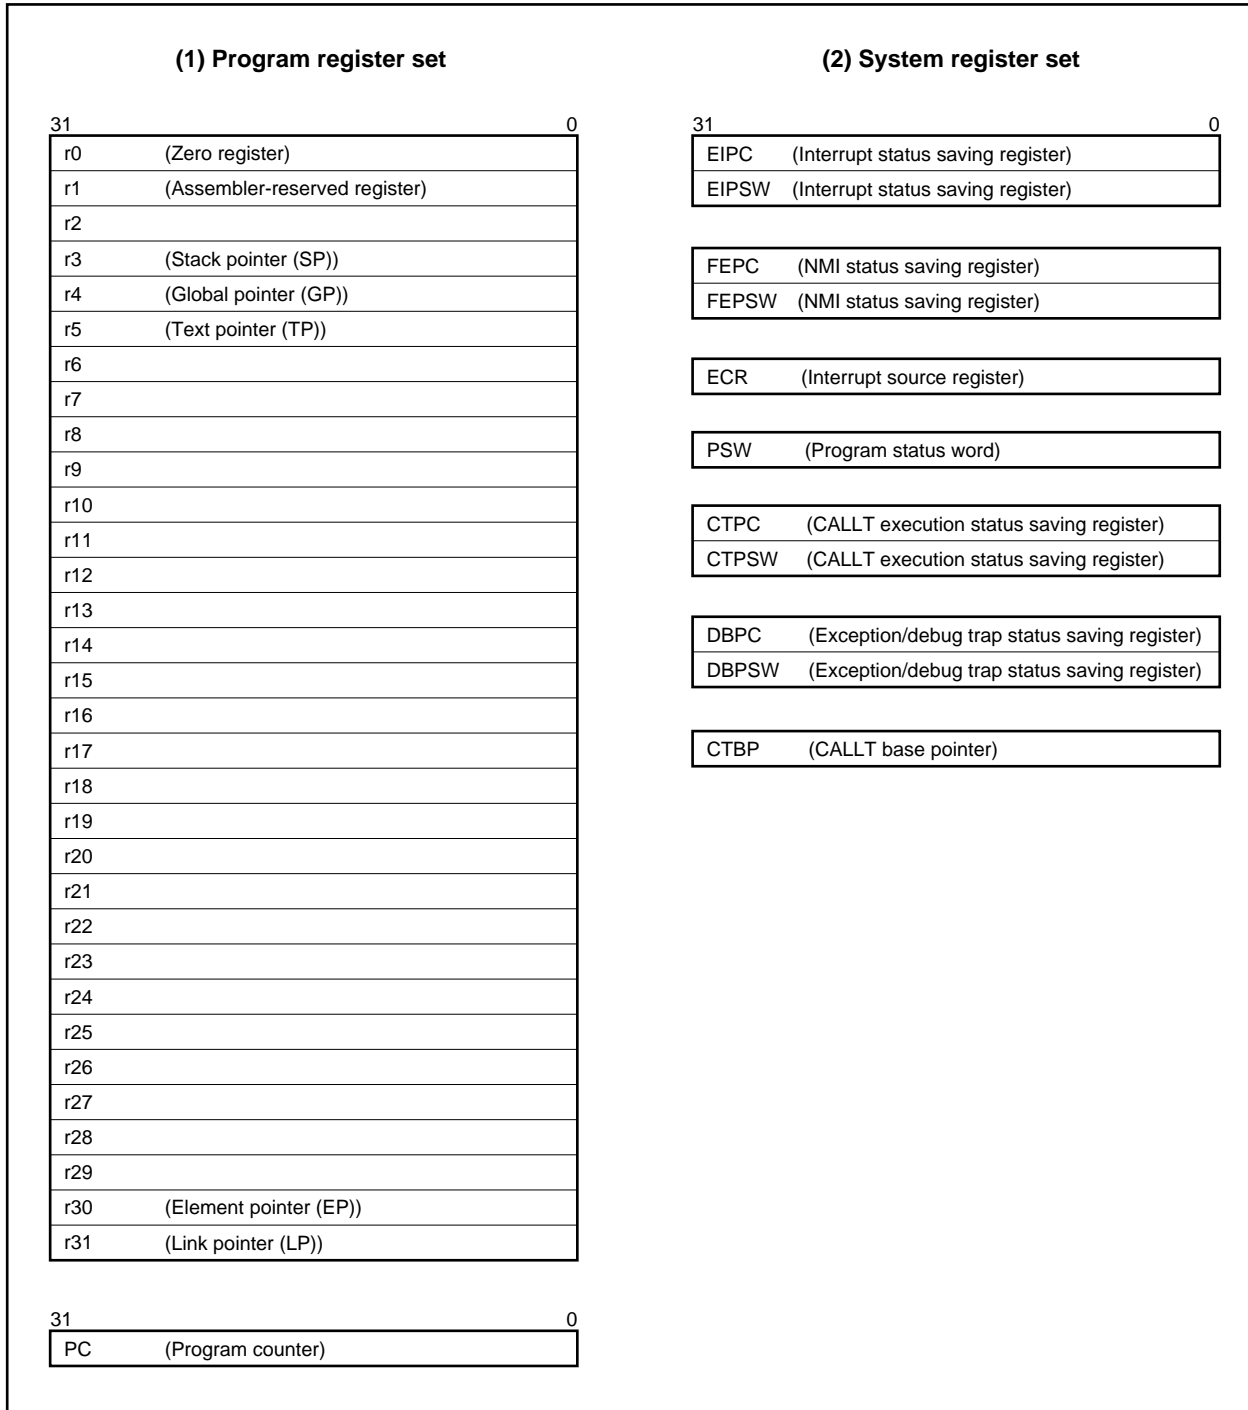 (1) Program register set
31 0
r0 (Zero register)
r1 (Assembler-reserved register)
r2
r3 (Stack pointer (SP))
r4 (Global pointer (GP))
r5 (Text pointer (TP))
r6
r7
r8
r9
r10
r11
r12
r13
r14
r15
r16
r17
r18
r19
r20
r21
r22
r23
r24
r25
r26
r27
r28
r29
r30 (Element pointer (EP))
r31 (Link pointer (LP))
31 0
PC (Program counter)
(2) System register set
31 0
EIPC (Interrupt status saving register)
EIPSW (Interrupt status saving register)
FEPC (NMI status saving register)
FEPSW (NMI status saving register)
ECR (Interrupt source register)
PSW (Program status word)
CTPC (CALLT execution status saving register)
CTPSW (CALLT execution status saving register)
DBPC (Exception/debug trap status saving register)
DBPSW (Exception/debug trap status saving register)
CTBP (CALLT base pointer)